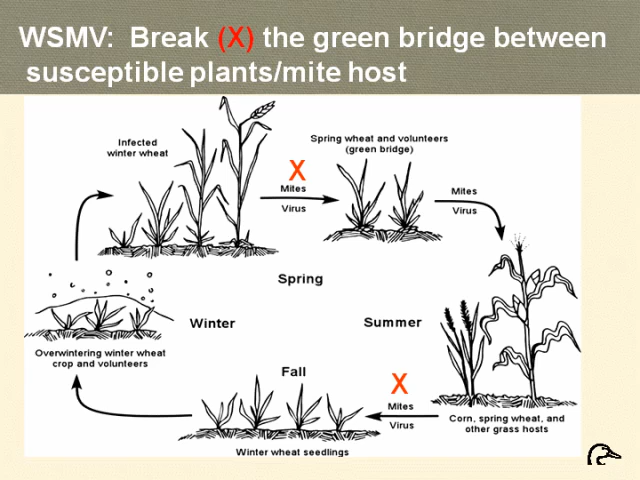 WSMV: Break (X) the green bridge between
susceptible plants/mite host
Infected
winter wheat
X
Mites
Virus
Spring wheat and volunteers
(green bridge)
Mites
Virus
Spring
Winter
Summer
Overwintering winter wheat
crop and volunteers
Fall
X
Mites
Virus
Corn, spring wheat, and
other grass hosts
Winter wheat seedlings